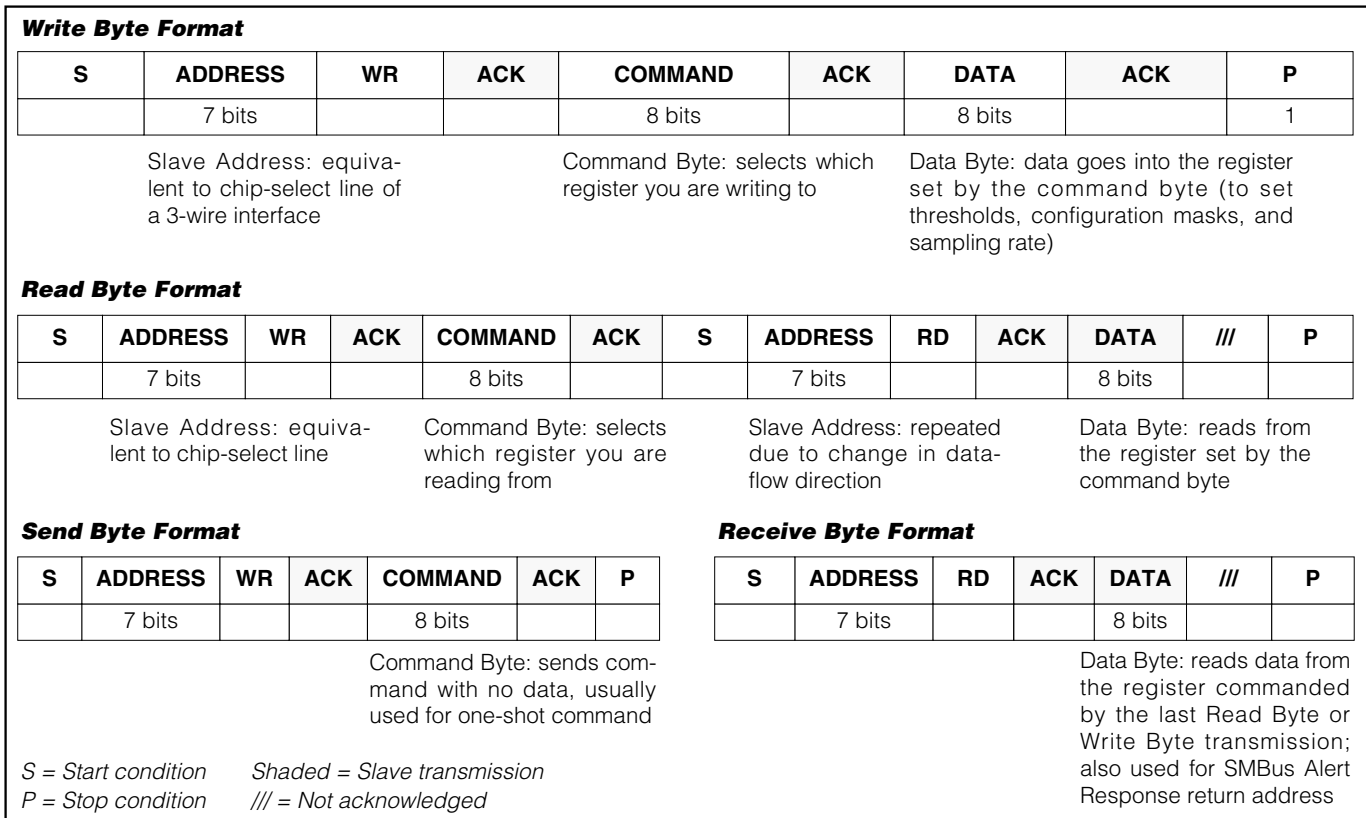 Write Byte Format
S ADDRESS WR ACK COMMAND ACK DATA ACK P
7 bits 8 bits 8 bits 1
Slave Address: equiva-
lent to chip-select line of
a 3-wire interface
Command Byte: selects which
register you are writing to
Data Byte: data goes into the register
set by the command byte (to set
thresholds, configuration masks, and
sampling rate)
Read Byte Format
S ADDRESS WR ACK COMMAND ACK S ADDRESS RD ACK DATA /// P
7 bits 8 bits 7 bits 8 bits
Slave Address: equiva-
lent to chip-select line
Command Byte: selects
which register you are
reading from
Slave Address: repeated
due to change in data-
flow direction
Data Byte: reads from
the register set by the
command byte
Send Byte Format
S ADDRESS WR ACK COMMAND ACK P
7 bits 8 bits
Command Byte: sends com-
mand with no data, usually
used for one-shot command
Receive Byte Format
S ADDRESS RD ACK DATA /// P
7 bits 8 bits
Data Byte: reads data from
the register commanded
by the last Read Byte or
Write Byte transmission;
also used for SMBus Alert
Response return address
S = Start condition Shaded = Slave transmission
P = Stop condition /// = Not acknowledged